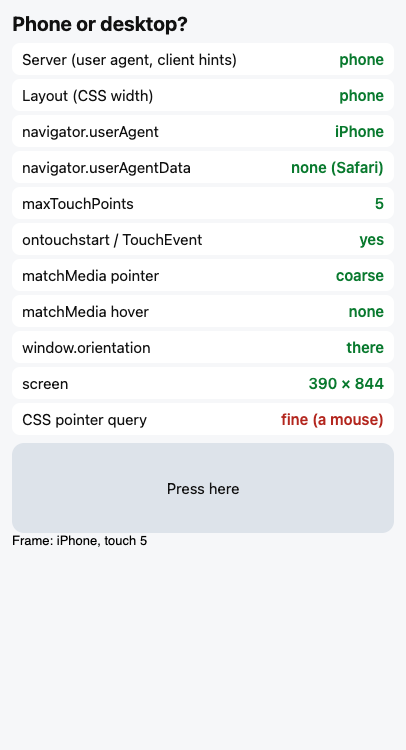 Phone or desktop?
Server (user agent, client hints) phone
Layout (CSS width) phone
navigator.userAgent iPhone
navigator.userAgentData none (Safari)
maxTouchPoints 5
ontouchstart / TouchEvent yes
matchMedia pointer coarse
matchMedia hover none
window.orientation there
screen 390 × 844
CSS pointer query fine (a mouse)
Press here
Frame: iPhone, touch 5